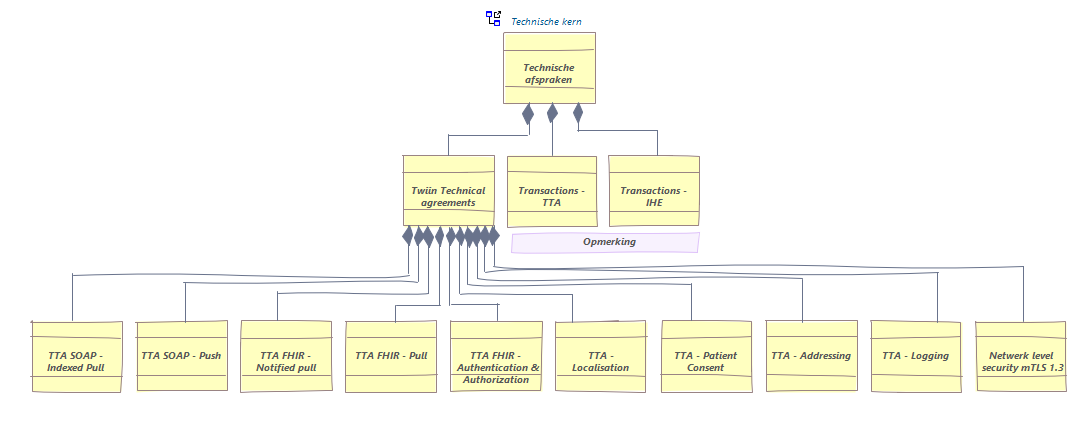 Technische kern
Technische
afspraken
Twiin Technical
agreements
Transactions -
TTA
Transactions -
IHE
Opmerking
TTA SOAP -
Indexed Pull
TTA SOAP - Push
TTA FHIR -
Notified pull
TTA FHIR - Pull
TTA FHIR -
Authentication &
Authorization
TTA -
Localisation
TTA - Patient
Consent
TTA - Addressing
TTA - Logging
Netwerk level
security mTLS 1.3